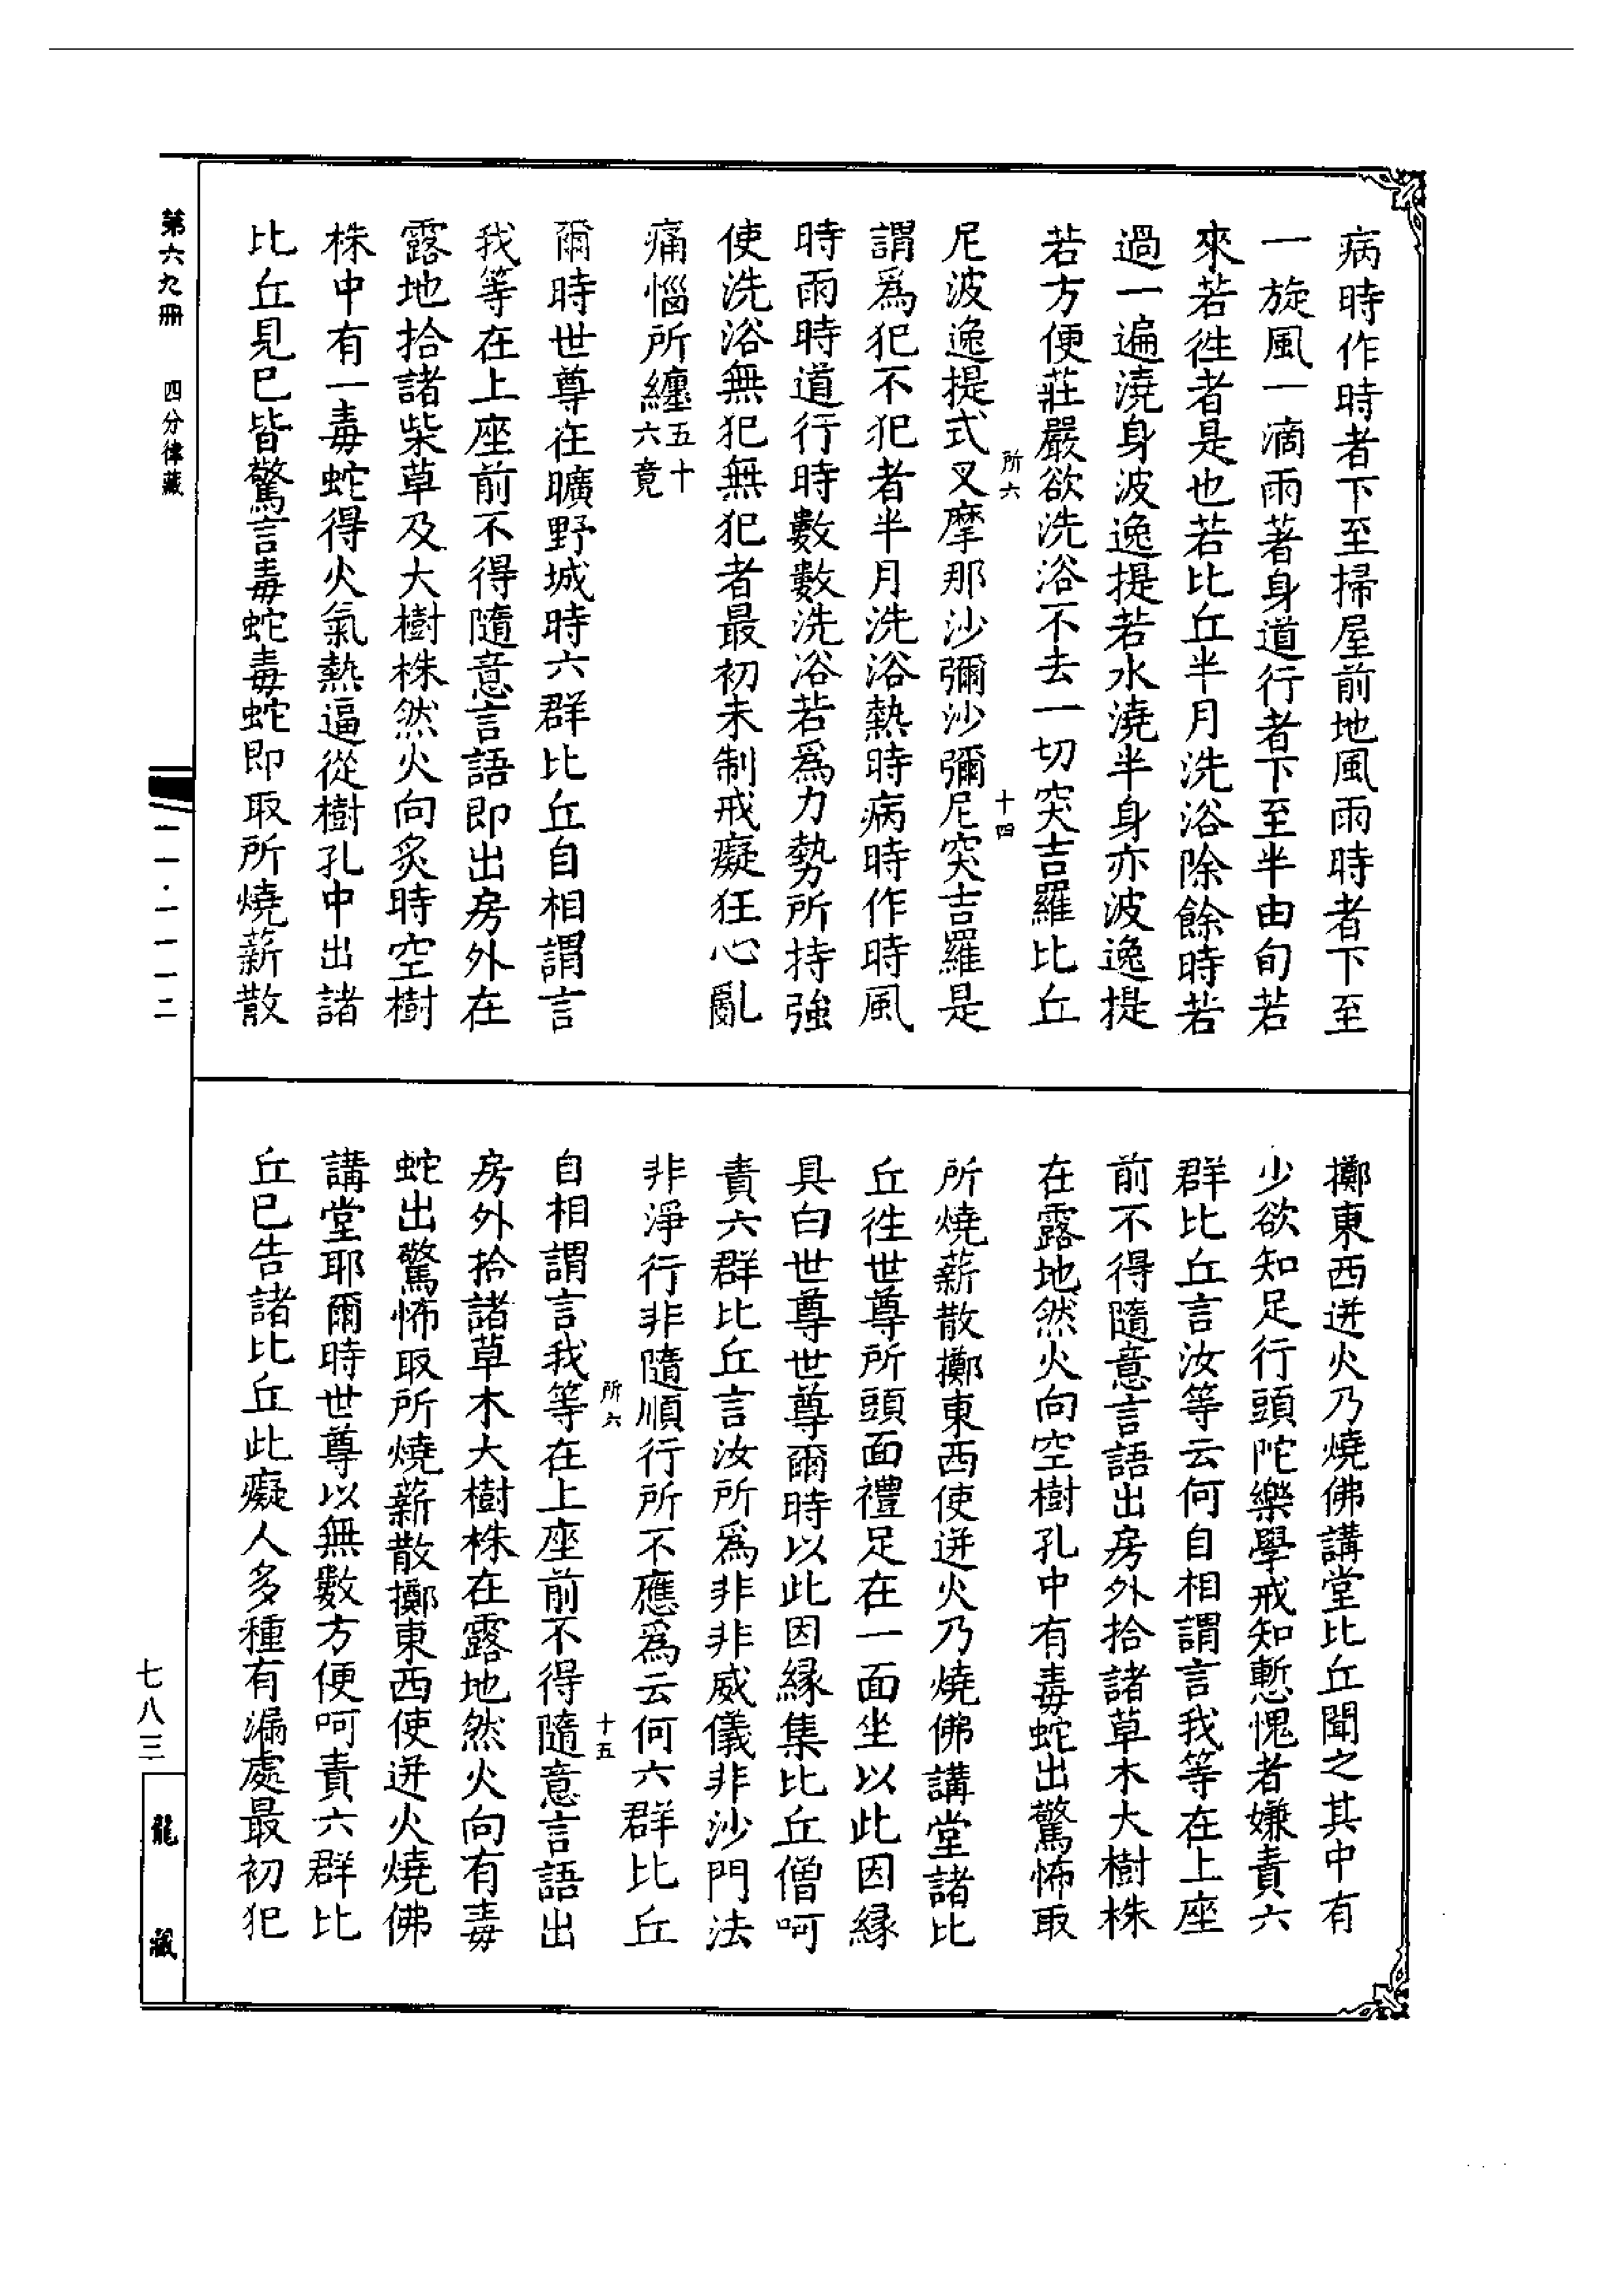 病時作時者下至掃屋前地風雨時者下至
一旋風一滴雨著身道行者下至半由旬若
來若徃者是也若比丘半月洗浴除餘時若
過一遍澆身波逸提若水澆半身亦波逸提
若方便莊嚴欲洗浴不去一切突吉羅比丘
所六
十四
尼波逸提式叉摩那沙彌沙彌尼突吉羅是
謂爲犯不犯者半月洗浴熱時病時作時風
時雨時道行時數數洗浴若爲力勢所持強
使洗浴無犯無犯者最初未制戒癡狂心亂
痛惱所纏五十
六竟
爾時世尊在曠野城時六群比丘自相謂言
我等在上座前不得隨意言語即出房外在
露地拾諸柴草及大樹株然火向炙時空樹
株中有一毒蛇得火氣熱逼從樹孔中出諸
比丘見已皆驚言毒蛇毒蛇即取所燒薪散
擲東西迸火乃燒佛講堂比丘聞之其中有
少欲知足行頭陀樂學戒知慙愧者嫌責六
群比丘言汝等云何自相謂言我等在上座
前不得隨意言語出房外拾諸草木大樹株
在露地然火向空樹孔中有毒蛇出驚怖取
所燒薪散擲東西使迸火乃燒佛講堂諸比
丘徃世尊所頭面禮足在一面坐以此因緣
具白世尊世尊爾時以此因緣集比丘僧呵
責六群比丘言汝所爲非非威儀非沙門法
非淨行非隨順行所不應爲云何六群比丘
所六
十五
自相謂言我等在上座前不得隨意言語出
房外拾諸草木大樹株在露地然火向有毒
蛇出驚怖取所燒薪散擲東西使迸火燒佛
講堂耶爾時世尊以無數方便呵責六群比
丘已告諸比丘此癡人多種有漏處最初犯
第六九冊 四分律藏
一一·一一一二
七八三
龍藏